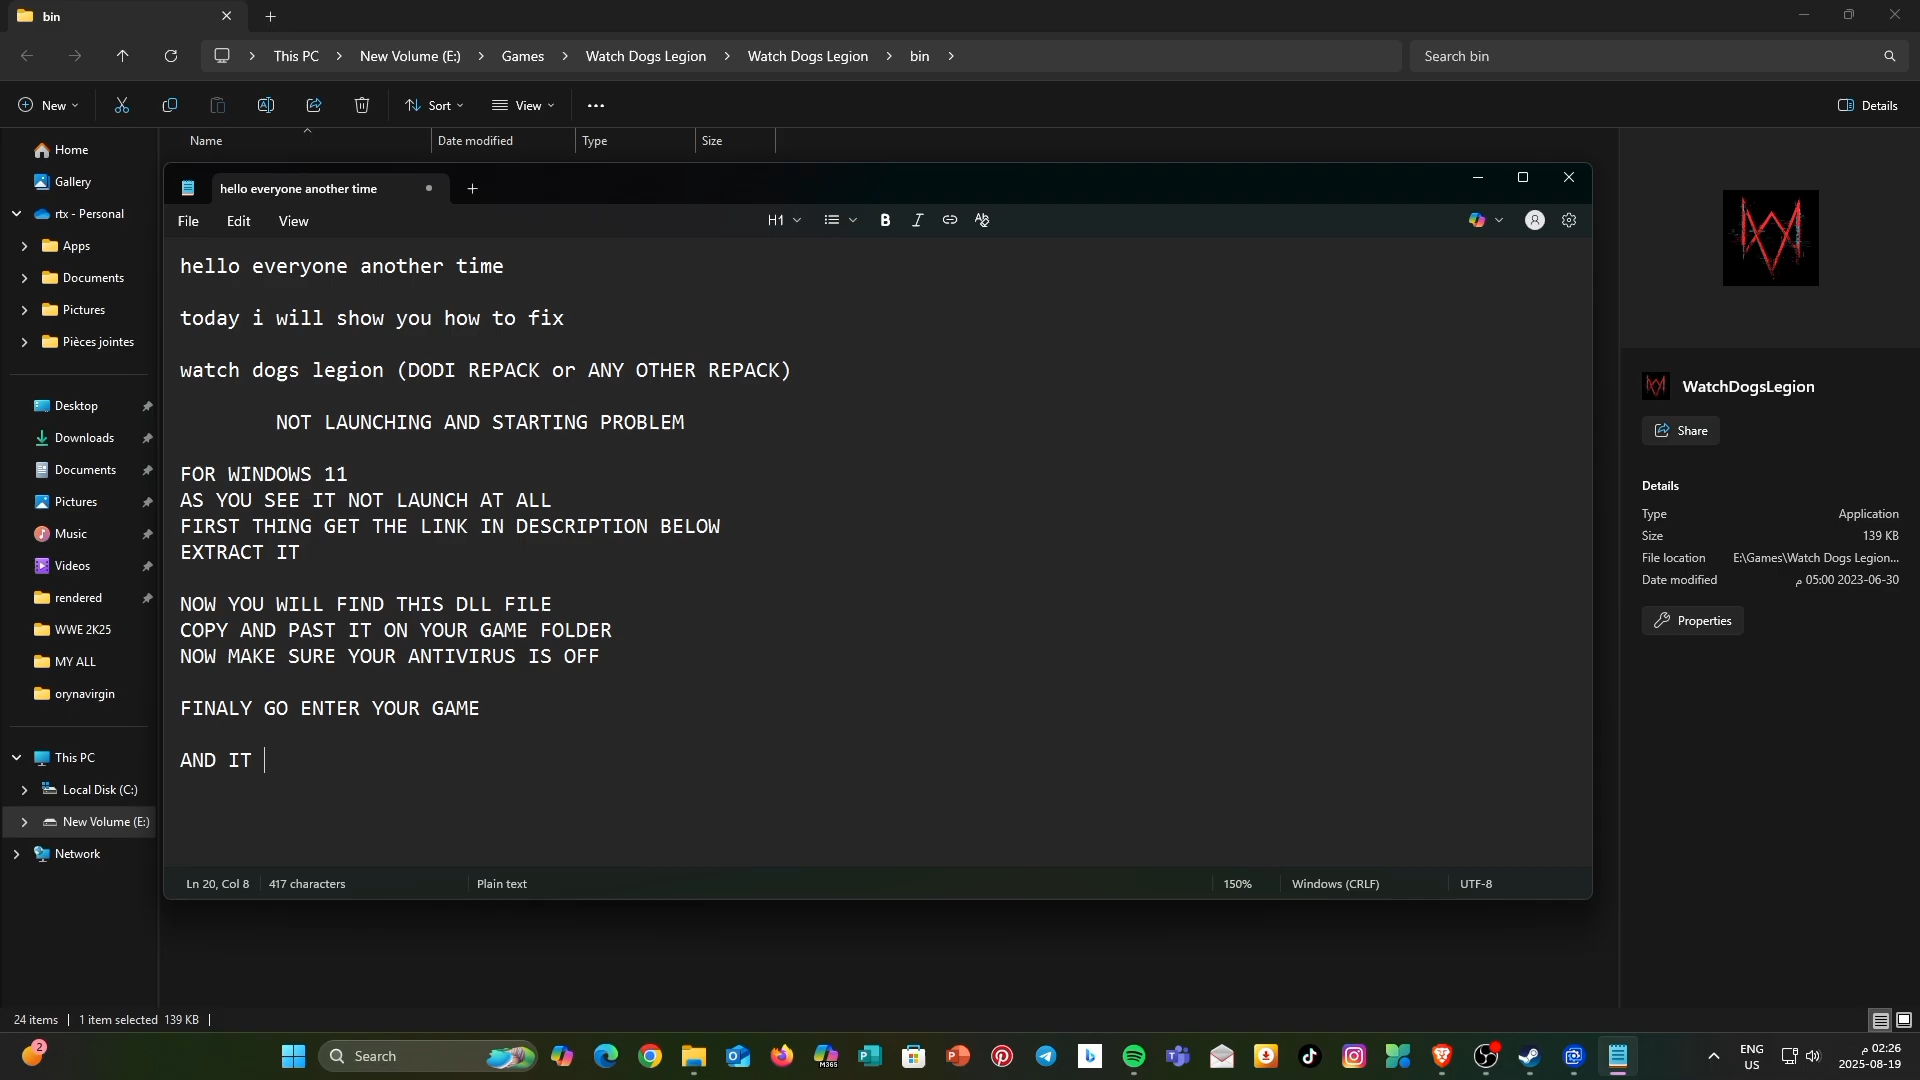 bin
This PC
New Volume (E:)
Games
Watch Dogs Legion
Watch Dogs Legion
bin
Search bin
New
Sort
View
Details
Name
Date modified
Type
Size
Home
Gallery
rtx - Personal
Apps
Documents
Pictures
Pièces jointes
Desktop
Downloads
Documents
Pictures
Music
Videos
rendered
WWE 2K25
MY ALL
orynavirgin
This PC
Local Disk (C:)
New Volume (E:)
Network
hello everyone another time
File
Edit
View
H1
hello everyone another time
today i will show you how to fix
watch dogs legion (DODI REPACK or ANY OTHER REPACK)
NOT LAUNCHING AND STARTING PROBLEM
FOR WINDOWS 11
AS YOU SEE IT NOT LAUNCH AT ALL
FIRST THING GET THE LINK IN DESCRIPTION BELOW
EXTRACT IT
NOW YOU WILL FIND THIS DLL FILE
COPY AND PAST IT ON YOUR GAME FOLDER
NOW MAKE SURE YOUR ANTIVIRUS IS OFF
FINALY GO ENTER YOUR GAME
AND IT
Ln 20, Col 8
417 characters
Plain text
150%
Windows (CRLF)
UTF-8
WatchDogsLegion
Share
Details
Type Application
Size 139 KB
File location E:\Games\Watch Dogs Legion...
Date modified م 05:00 2023-06-30
Properties
24 items
1 item selected 139 KB
2
Search
M365
ENG
US
م 02:26
2025-08-19